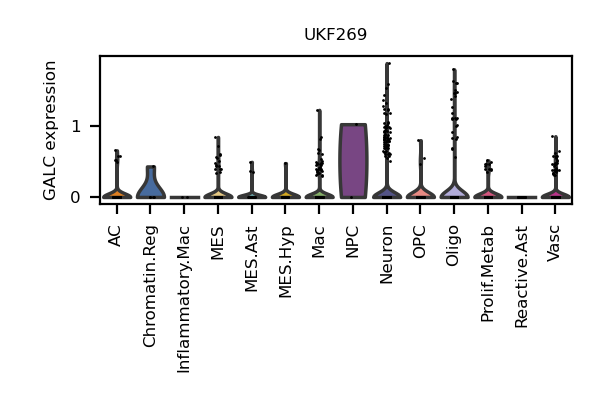 UKF269
GALC expression
1
0
AC
Chromatin.Reg
Inflammatory.Mac
MES
MES.Ast
MES.Hyp
Mac
NPC
Neuron
OPC
Oligo
Prolif.Metab
Reactive.Ast
Vasc